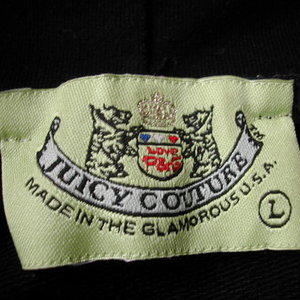 LOVE
P&G
JUICY COUTURE
MADE IN THE GLAMOROUS U.S.A.
L